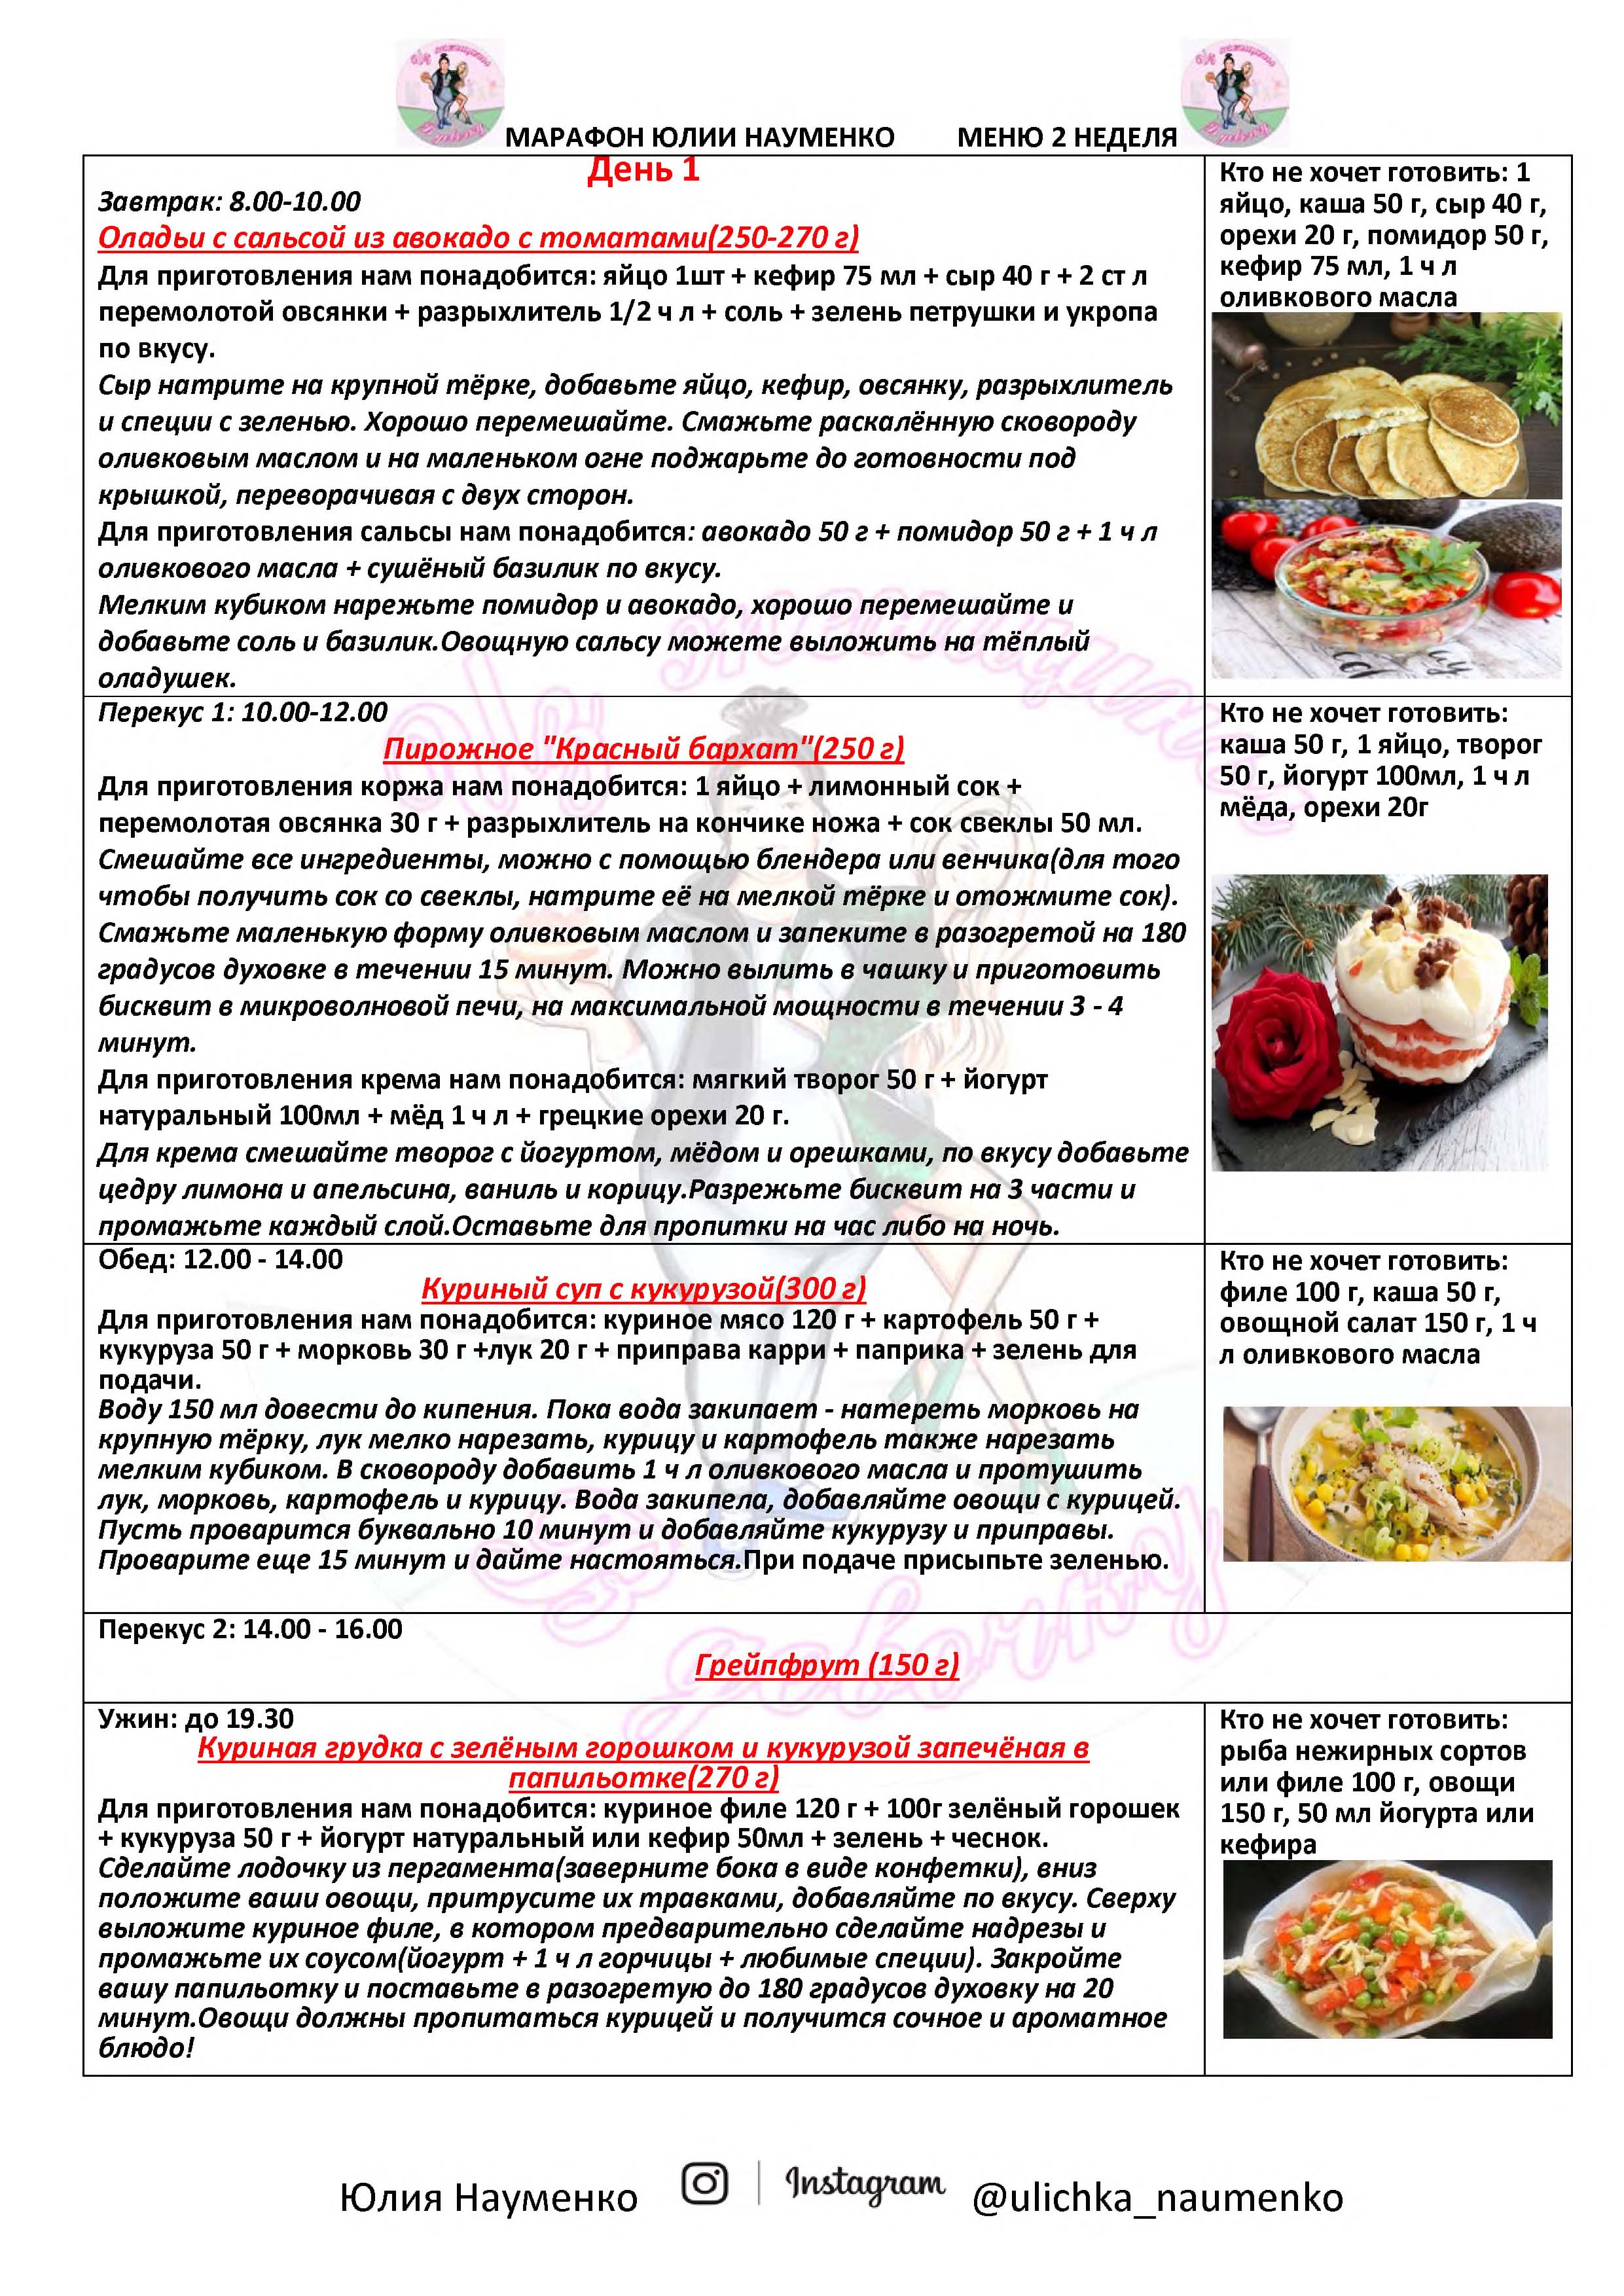 МАРАФОН ЮЛИИ НАУМЕНКО МЕНЮ 2 НЕДЕЛЯ
День 1
Завтрак: 8.00-10.00
Оладьи с сальсой из авокадо с томатами(250-270 г)
Для приготовления нам понадобится: яйцо 1шт + кефир 75 мл + сыр 40 г + 2 ст л
перемолотой овсянки + разрыхлитель 1/2 ч л + соль + зелень петрушки и укропа
по вкусу.
Сыр натрите на крупной тёрке, добавьте яйцо, кефир, овсянку, разрыхлитель
и специи с зеленью. Хорошо перемешайте. Смажьте раскалённую сковороду
оливковым маслом и на маленьком огне поджарьте до готовности под
крышкой, переворачивая с двух сторон.
Для приготовления сальсы нам понадобится: авокадо 50 г + помидор 50 г + 1 ч л
оливкового масла + сушёный базилик по вкусу.
Мелким кубиком нарежьте помидор и авокадо, хорошо перемешайте и
добавьте соль и базилик.Овощную сальсу можете выложить на тёплый
оладушек.
Кто не хочет готовить: 1
яйцо, каша 50 г, сыр 40 г,
орехи 20 г, помидор 50 г,
кефир 75 мл, 1 ч л
оливкового масла
Перекус 1: 10.00-12.00
Пирожное "Красный бархат"(250 г)
Для приготовления коржа нам понадобится: 1 яйцо + лимонный сок +
перемолотая овсянка 30 г + разрыхлитель на кончике ножа + сок свеклы 50 мл.
Смешайте все ингредиенты, можно с помощью блендера или венчика(для того
чтобы получить сок со свеклы, натрите её на мелкой тёрке и отожмите сок).
Смажьте маленькую форму оливковым маслом и запеките в разогретой на 180
градусов духовке в течении 15 минут. Можно вылить в чашку и приготовить
бисквит в микроволновой печи, на максимальной мощности в течении 3 - 4
минут.
Для приготовления крема нам понадобится: мягкий творог 50 г + йогурт
натуральный 100мл + мёд 1 ч л + грецкие орехи 20 г.
Для крема смешайте творог с йогуртом, мёдом и орешками, по вкусу добавьте
цедру лимона и апельсина, ваниль и корицу.Разрежьте бисквит на 3 части и
промажьте каждый слой.Оставьте для пропитки на час либо на ночь.
Кто не хочет готовить:
каша 50 г, 1 яйцо, творог
50 г, йогурт 100мл, 1 ч л
мёда, орехи 20г
Обед: 12.00 - 14.00
Куриный суп с кукурузой(300 г)
Для приготовления нам понадобится: куриное мясо 120 г + картофель 50 г +
кукуруза 50 г + морковь 30 г +лук 20 г + приправа карри + паприка + зелень для
подачи.
Воду 150 мл довести до кипения. Пока вода закипает - натереть морковь на
крупную тёрку, лук мелко нарезать, курицу и картофель также нарезать
мелким кубиком. В сковороду добавить 1 ч л оливкового масла и протушить
лук, морковь, картофель и курицу. Вода закипела, добавляйте овощи с курицей.
Пусть проварится буквально 10 минут и добавляйте кукурузу и приправы.
Проварите еще 15 минут и дайте настояться.При подаче присыпьте зеленью.
Кто не хочет готовить:
филе 100 г, каша 50 г,
овощной салат 150 г, 1 ч
л оливкового масла
Перекус 2: 14.00 - 16.00
Грейпфрут (150 г)
Ужин: до 19.30
Куриная грудка с зелёным горошком и кукурузой запечёная в
папильотке(270 г)
Для приготовления нам понадобится: куриное филе 120 г + 100г зелёный горошек
+ кукуруза 50 г + йогурт натуральный или кефир 50мл + зелень + чеснок.
Сделайте лодочку из пергамента(заверните бока в виде конфетки), вниз
положите ваши овощи, притрусите их травками, добавляйте по вкусу. Сверху
выложите куриное филе, в котором предварительно сделайте надрезы и
промажьте их соусом(йогурт + 1 ч л горчицы + любимые специи). Закройте
вашу папильотку и поставьте в разогретую до 180 градусов духовку на 20
минут.Овощи должны пропитаться курицей и получится сочное и ароматное
блюдо!
Кто не хочет готовить:
рыба нежирных сортов
или филе 100 г, овощи
150 г, 50 мл йогурта или
кефира
Юлия Науменко Instagram @ulichka_naumenko